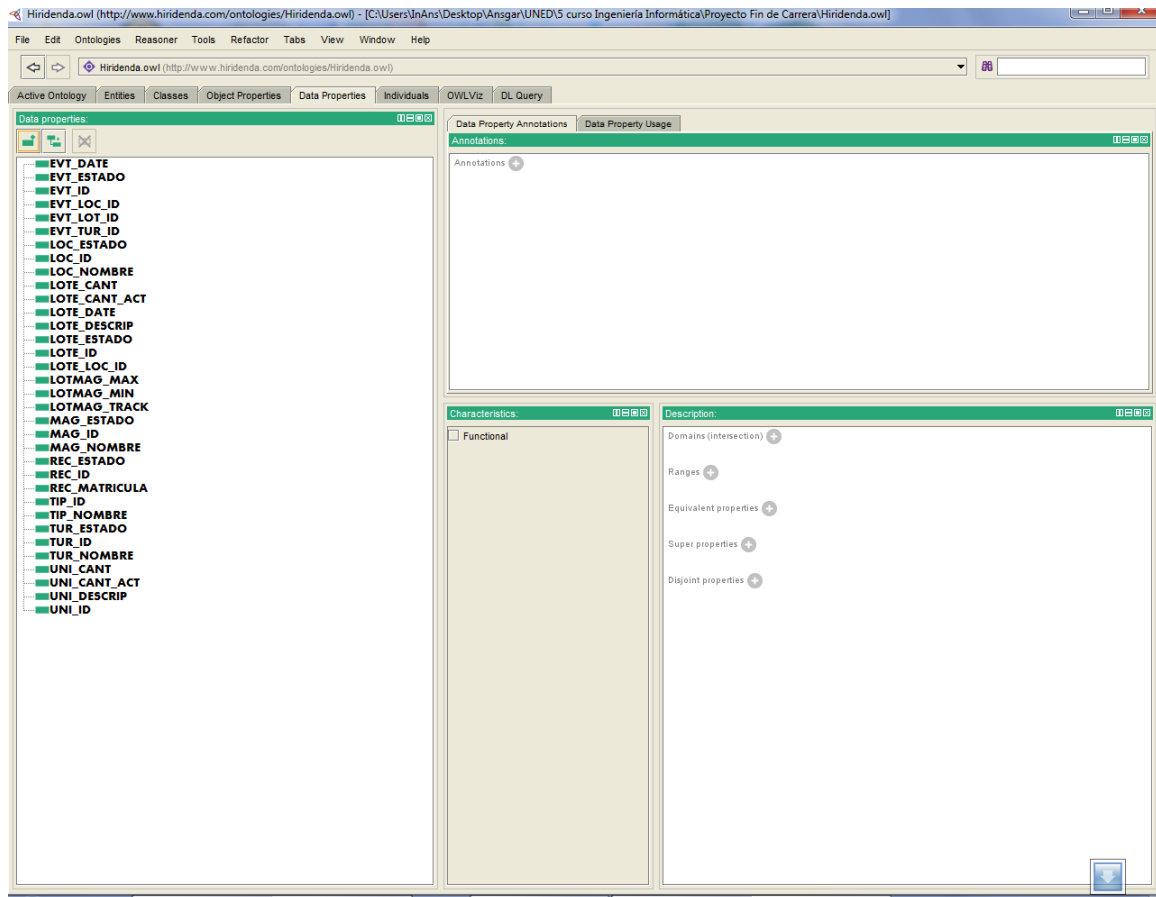 Hiridenda.owl (http://www.hiridenda.com/ontologies/Hiridenda.owl) - [C:\Users\InAns\Desktop\Ansgar\UNED\5 curso Ingeniería Informática\Proyecto Fin de Carrera\Hiridenda.owl]
File Edit Ontologies Reasoner Tools Refactor Tabs View Window Help
Hiridenda.owl (http://www.hiridenda.com/ontologies/Hiridenda.owl)
Active Ontology Entities Classes Object Properties Data Properties Individuals OWLViz DL Query
Data properties:
EVT_DATE
EVT_ESTADO
EVT_ID
EVT_LOC_ID
EVT_LOT_ID
EVT_TUR_ID
LOC_ESTADO
LOC_ID
LOC_NOMBRE
LOTE_CANT
LOTE_CANT_ACT
LOTE_DATE
LOTE_DESCRIP
LOTE_ESTADO
LOTE_ID
LOTE_LOC_ID
LOTMAG_MAX
LOTMAG_MIN
LOTMAG_TRACK
MAG_ESTADO
MAG_ID
MAG_NOMBRE
REC_ESTADO
REC_ID
REC_MATRICULA
TIP_ID
TIP_NOMBRE
TUR_ESTADO
TUR_ID
TUR_NOMBRE
UNI_CANT
UNI_CANT_ACT
UNI_DESCRIP
UNI_ID
Data Property Annotations Data Property Usage
Annotations:
Annotations
Characteristics:
Functional
Description:
Domains (intersection)
Ranges
Equivalent properties
Super properties
Disjoint properties